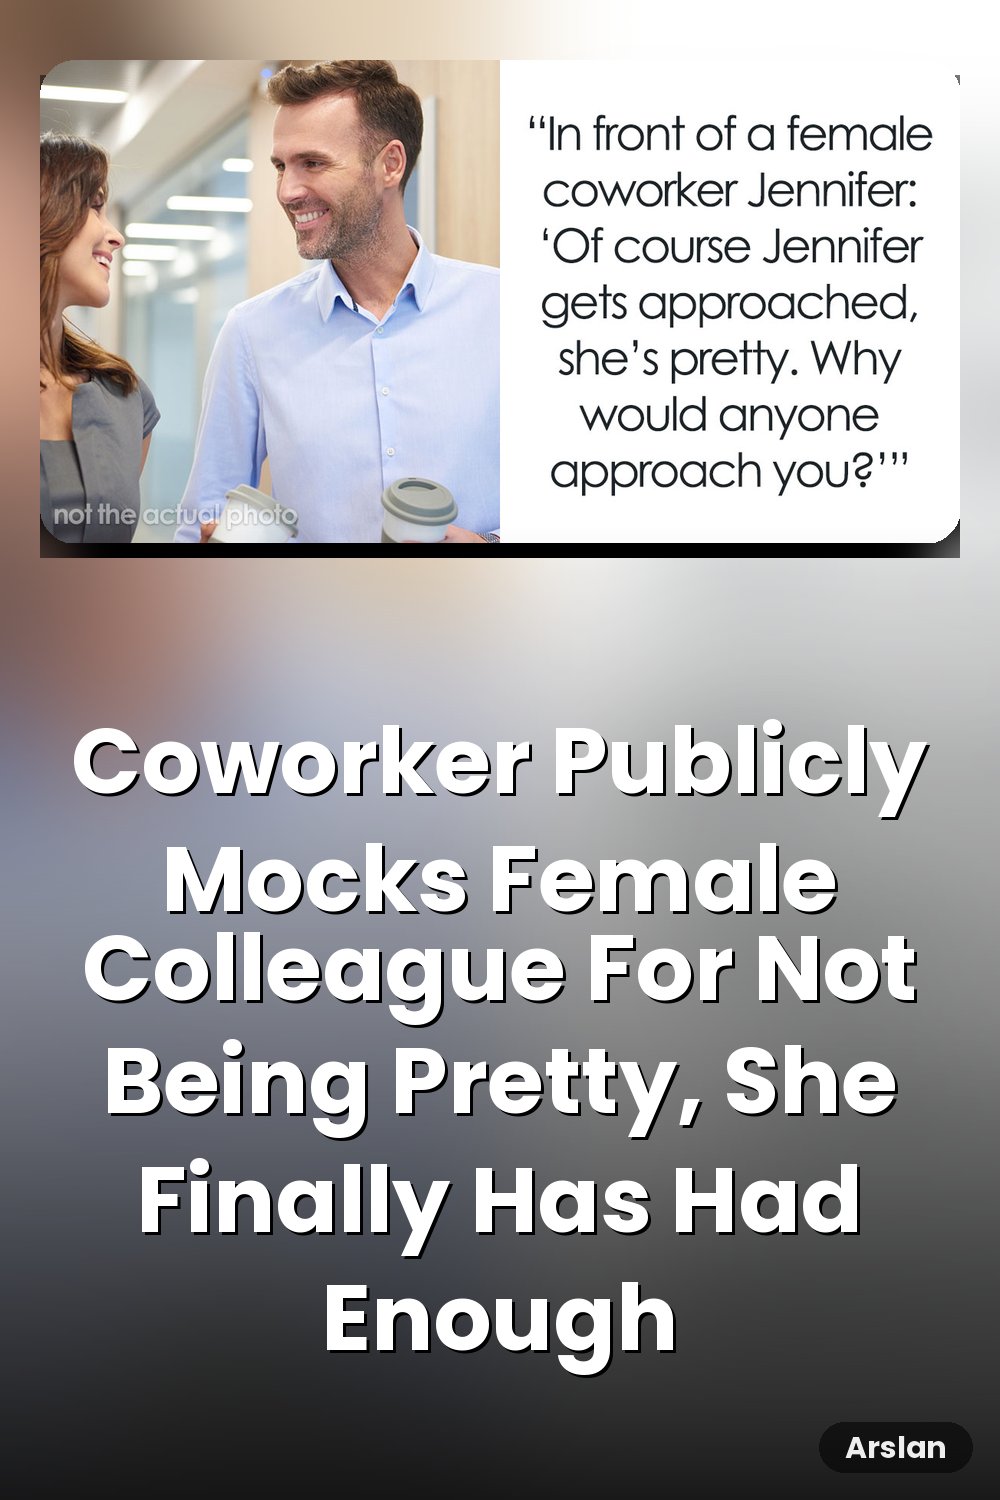 “In front of a female
coworker Jennifer:
‘Of course Jennifer
gets approached,
she’s pretty. Why
would anyone
approach you?’”
not the actual photo
Coworker Publicly
Mocks Female
Colleague For Not
Being Pretty, She
Finally Has Had
Enough
Arslan